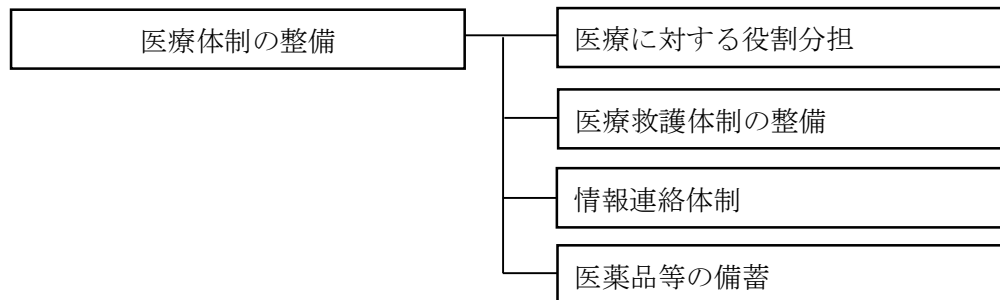 医療体制の整備
医療に対する役割分担
医療救護体制の整備
情報連絡体制
医薬品等の備蓄